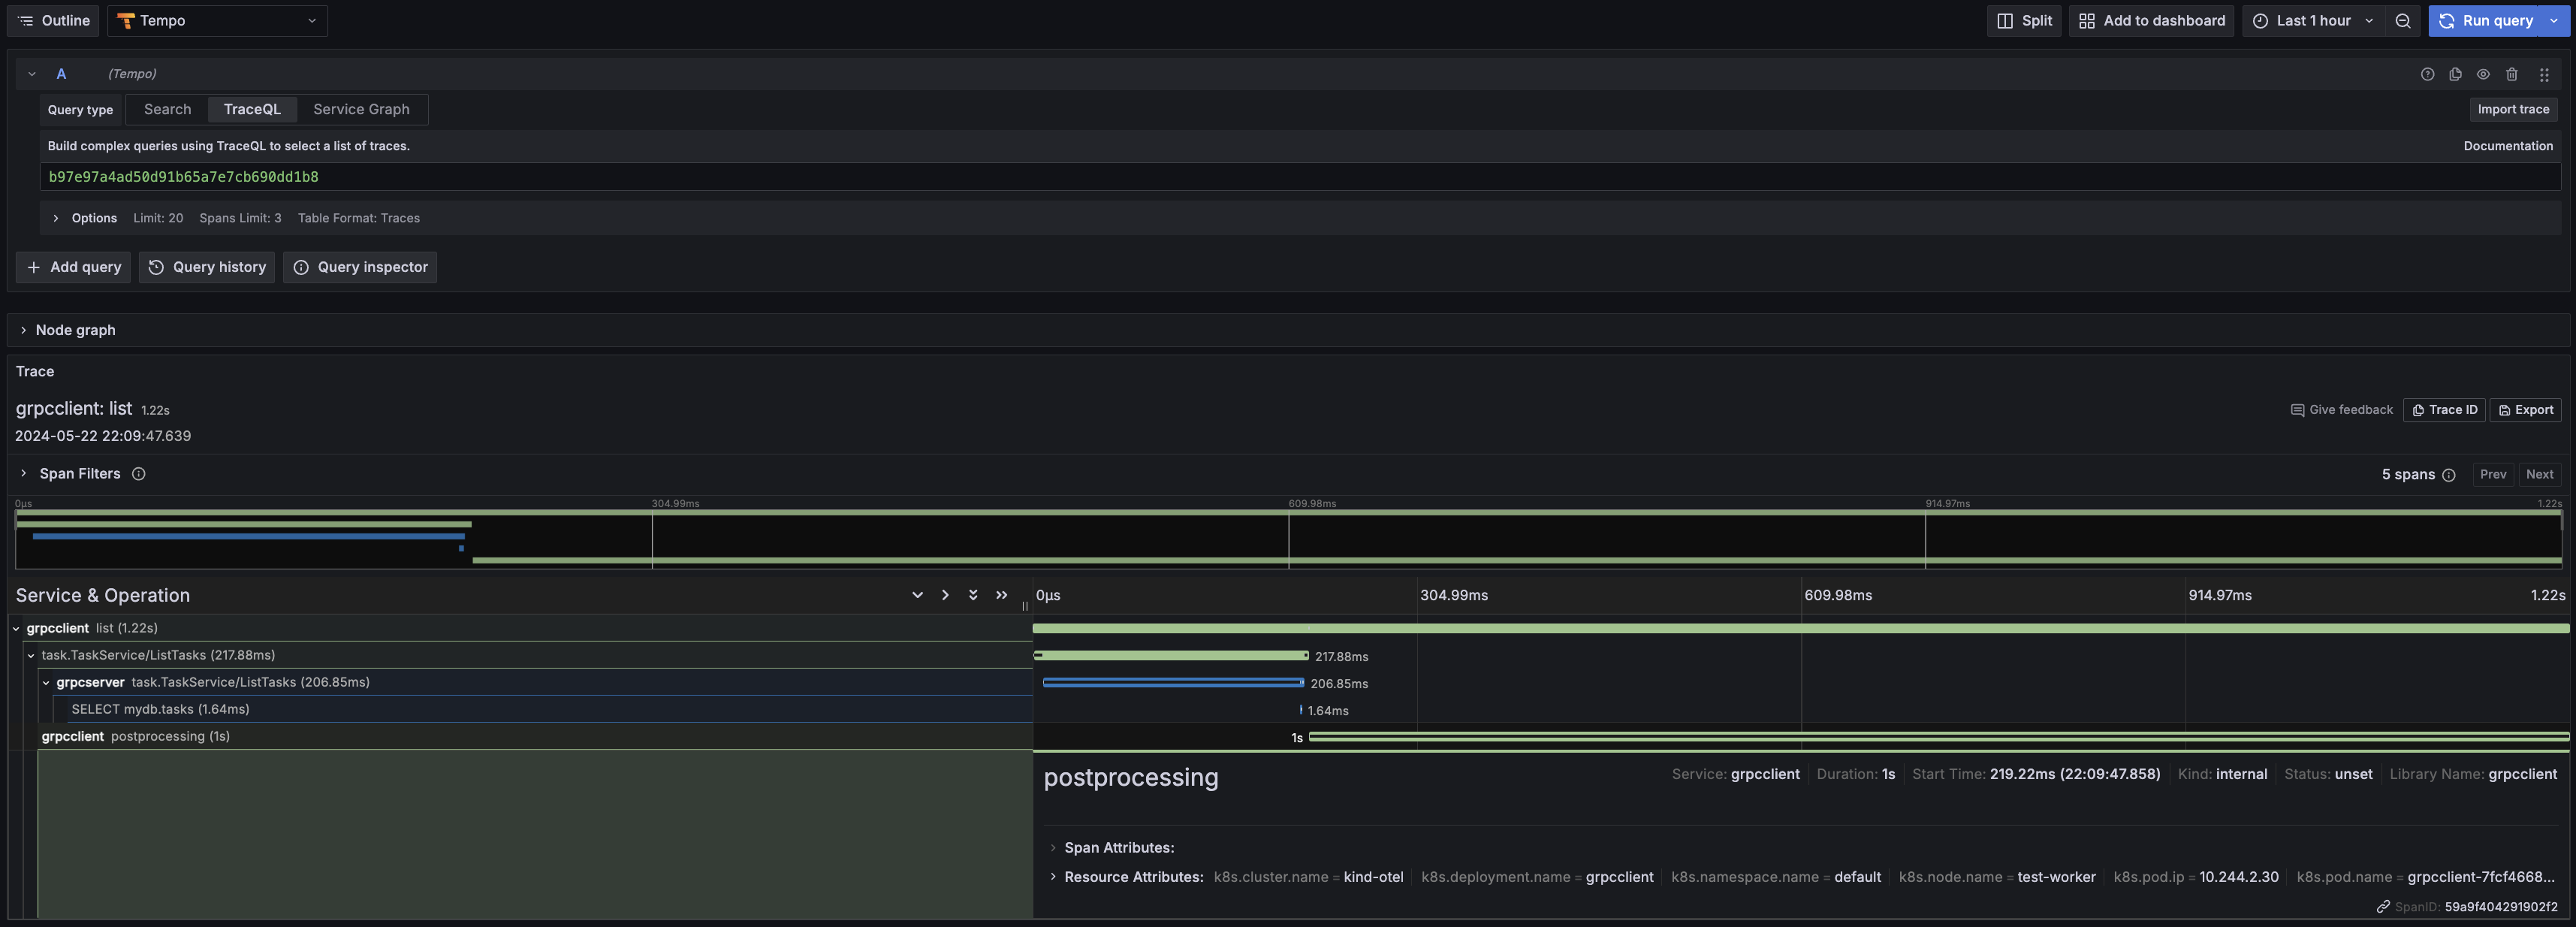 Outline Tempo Split Add to dashboard Last 1 hour Run query
A (Tempo)
Query type Search TraceQL Service Graph Import trace
Build complex queries using TraceQL to select a list of traces. Documentation
b97e97a4ad50d91b65a7e7cb690dd1b8
Options Limit: 20 Spans Limit: 3 Table Format: Traces
Add query Query history Query inspector
Node graph
Trace
grpcclient: list 1.22s Give feedback Trace ID Export
2024-05-22 22:09:47.639
Span Filters 5 spans Prev Next
0μs 304.99ms 609.98ms 914.97ms 1.22s
Service & Operation 0μs 304.99ms 609.98ms 914.97ms 1.22s
grpcclient list (1.22s)
task.TaskService/ListTasks (217.88ms) 217.88ms
grpcserver task.TaskService/ListTasks (206.85ms) 206.85ms
SELECT mydb.tasks (1.64ms) 1.64ms
grpcclient postprocessing (1s) 1s
postprocessing Service: grpcclient Duration: 1s Start Time: 219.22ms (22:09:47.858) Kind: internal Status: unset Library Name: grpcclient
Span Attributes:
Resource Attributes: k8s.cluster.name = kind-otel k8s.deployment.name = grpcclient k8s.namespace.name = default k8s.node.name = test-worker k8s.pod.ip = 10.244.2.30 k8s.pod.name = grpcclient-7fcf4668...
SpanID: 59a9f404291902f2